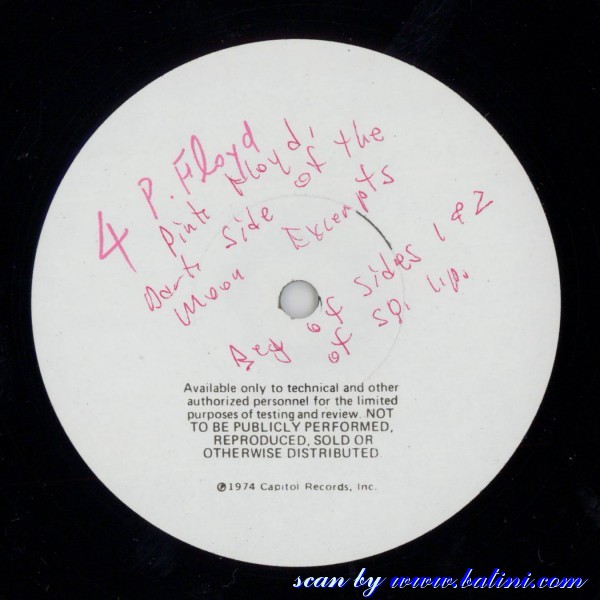 4 P. Floyd
Pink Floyd,
Dark Side of the
Moon Excerpts
Beg of sides 1 & 2
of
Available only to technical and other
authorized personnel for the limited
purposes of testing and review. NOT
TO BE PUBLICLY PERFORMED,
REPRODUCED, SOLD OR
OTHERWISE DISTRIBUTED.
℗1974 Capitol Records, Inc.
scan by www.batini.com